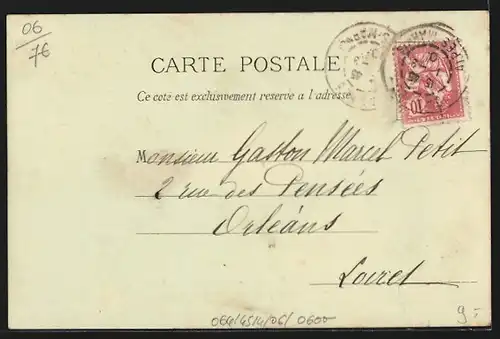 06/76
CARTE POSTALE
Ce coté est exclusivement reservé a l'adresse
Monsieur Gaston Marcel Petit
2 rue des Pensées
Orléans
Loiret
9.-